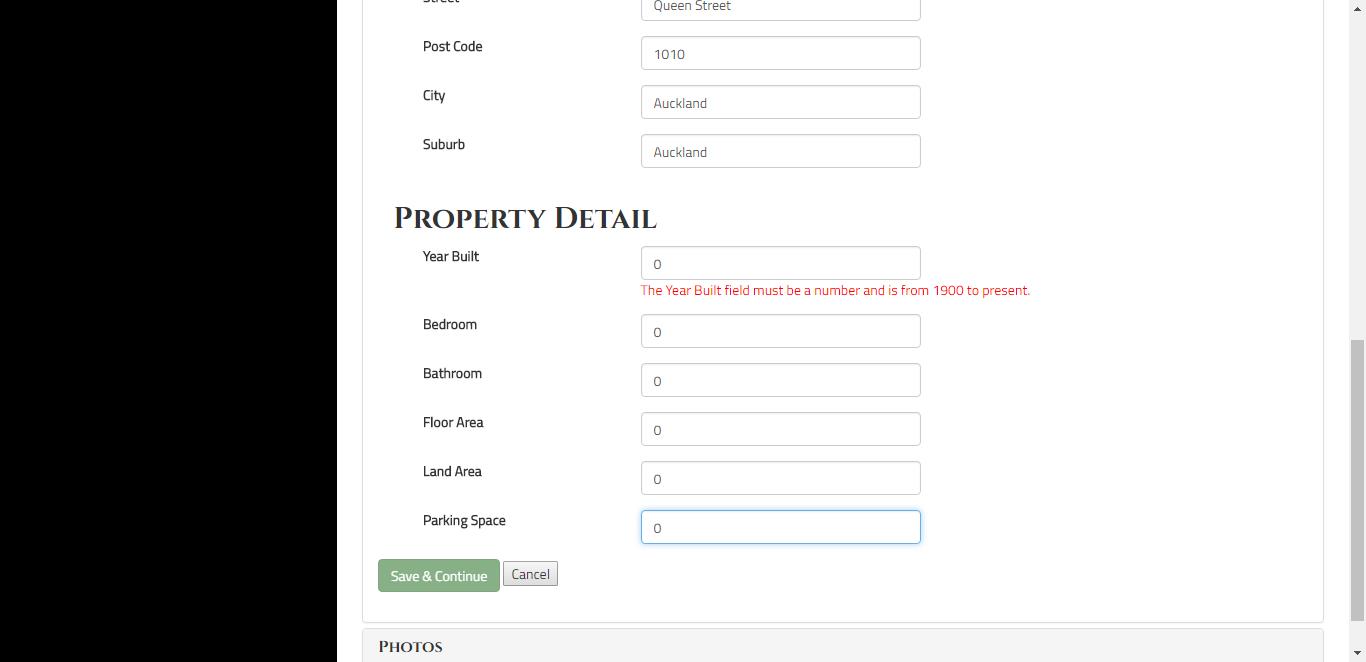 Street
Queen Street
Post Code
1010
City
Auckland
Suburb
Auckland
Property Detail
Year Built
0
The Year Built field must be a number and is from 1900 to present.
Bedroom
0
Bathroom
0
Floor Area
0
Land Area
0
Parking Space
0
Save & Continue Cancel
Photos